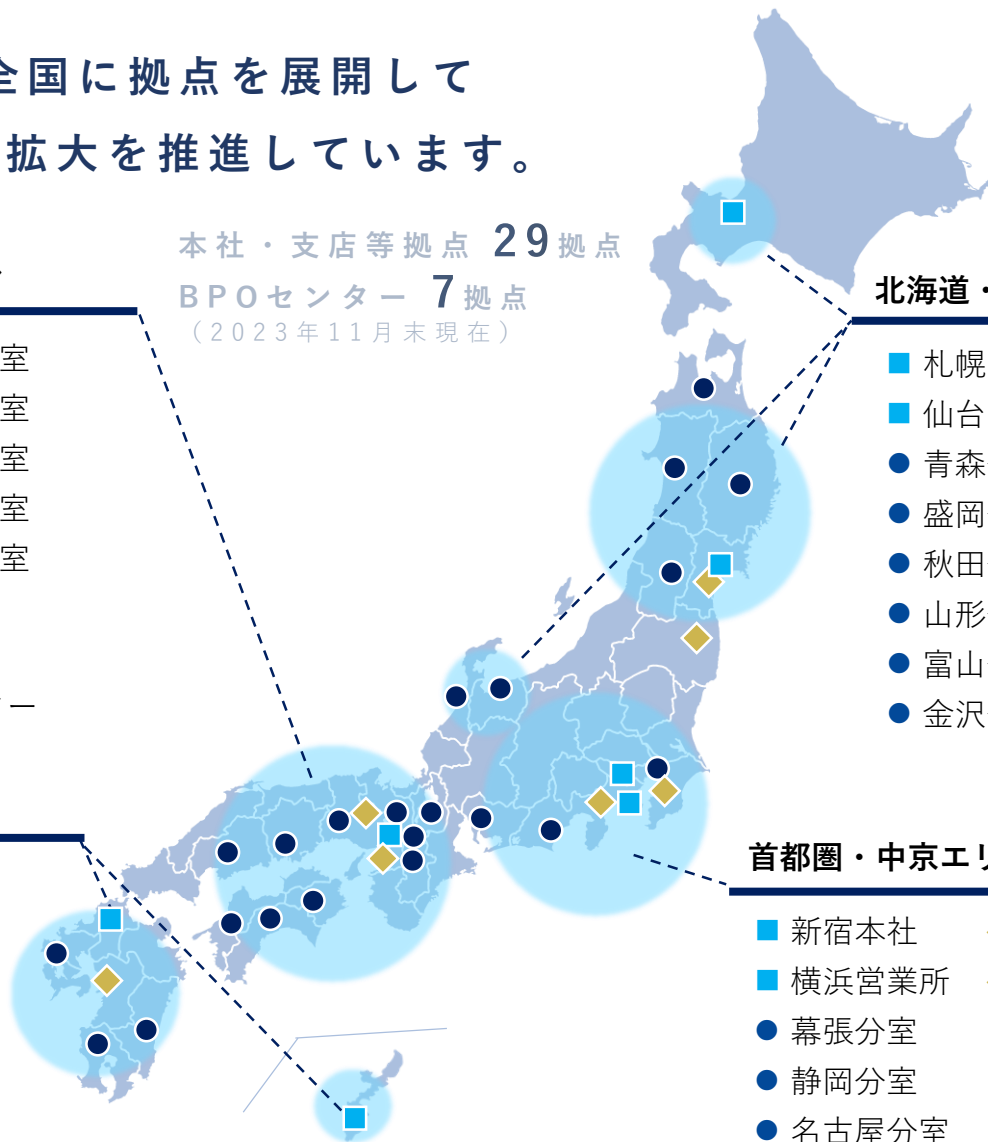 全国に拠点を展開して
拡大を推進しています。
本社・支店等拠点 29拠点
BPOセンター 7拠点
（2023年11月末現在）
室
室
室
室
室
ー
北海道・
札幌
仙台
青森
盛岡
秋田
山形
富山
金沢
首都圏・中京エリ
新宿本社
横浜営業所
幕張分室
静岡分室
名古屋分室